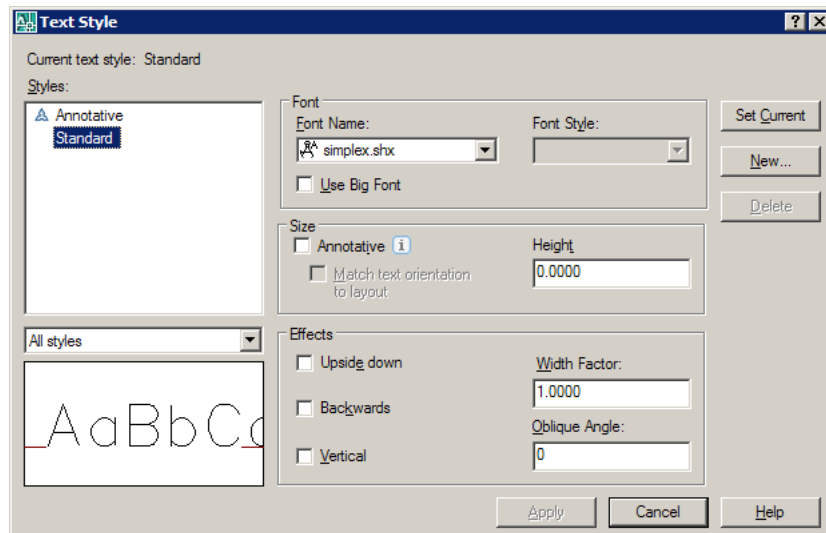 Text Style
Current text style: Standard
Styles:
Annotative
Standard
Font
Font Name:
simplex.shx
Use Big Font
Font Style:
Set Current
New...
Delete
Size
Annotative
Match text orientation
to layout
Height
0.0000
All styles
AaBbCc
Effects
Upside down
Backwards
Vertical
Width Factor:
1.0000
Oblique Angle:
0
Apply
Cancel
Help